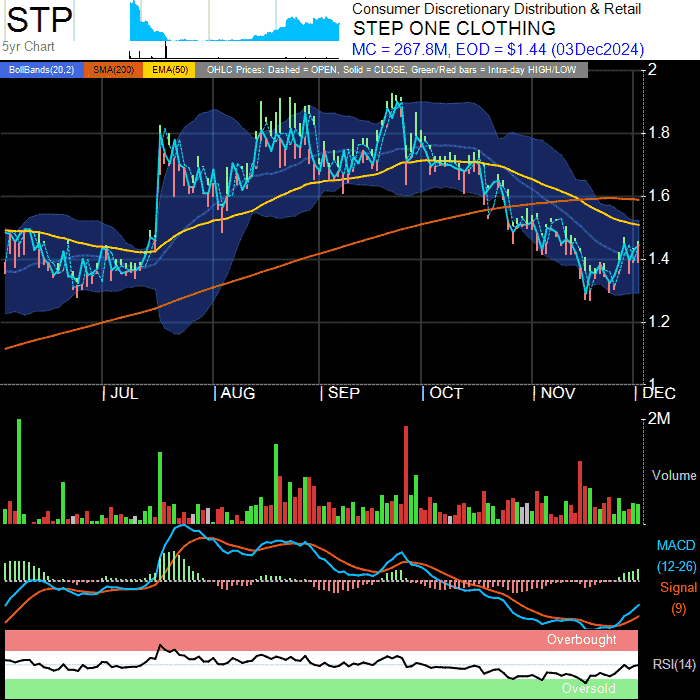 STP
5yr Chart
Consumer Discretionary Distribution & Retail
STEP ONE CLOTHING
MC = 267.8M, EOD = $1.44 (03Dec2024)
BollBands(20,2) SMA(200) EMA(50) OHLC Prices: Dashed = OPEN, Solid = CLOSE, Green/Red bars = Intra-day HIGH/LOW
2
1.8
1.6
1.4
1.2
1
JUL AUG SEP OCT NOV DEC
2M
Volume
MACD
(12-26)
Signal
(9)
Overbought
RSI(14)
Oversold